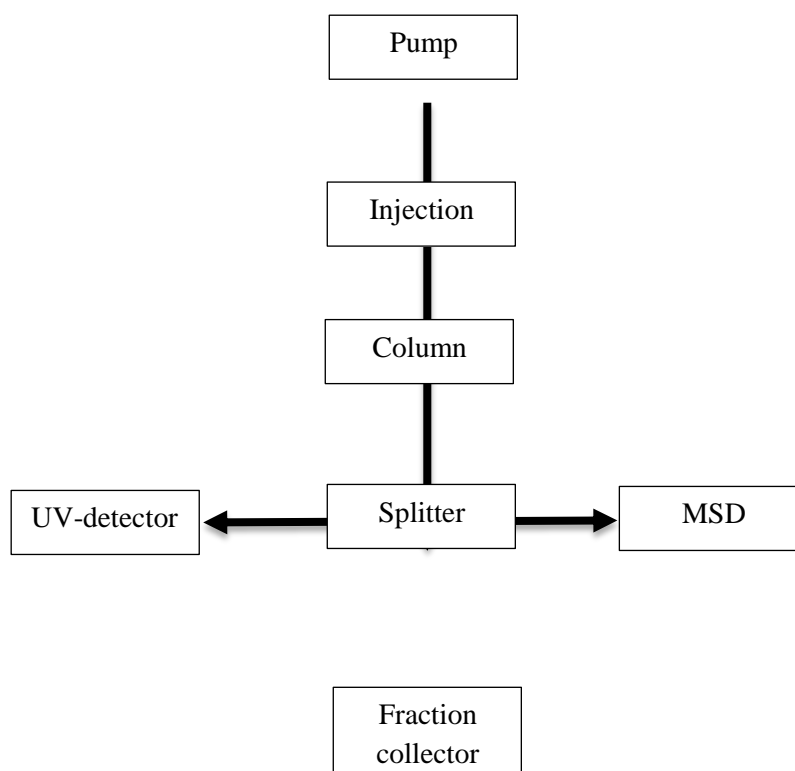 Pump
Injection
Column
UV-detector
Splitter
MSD
Fraction
collector